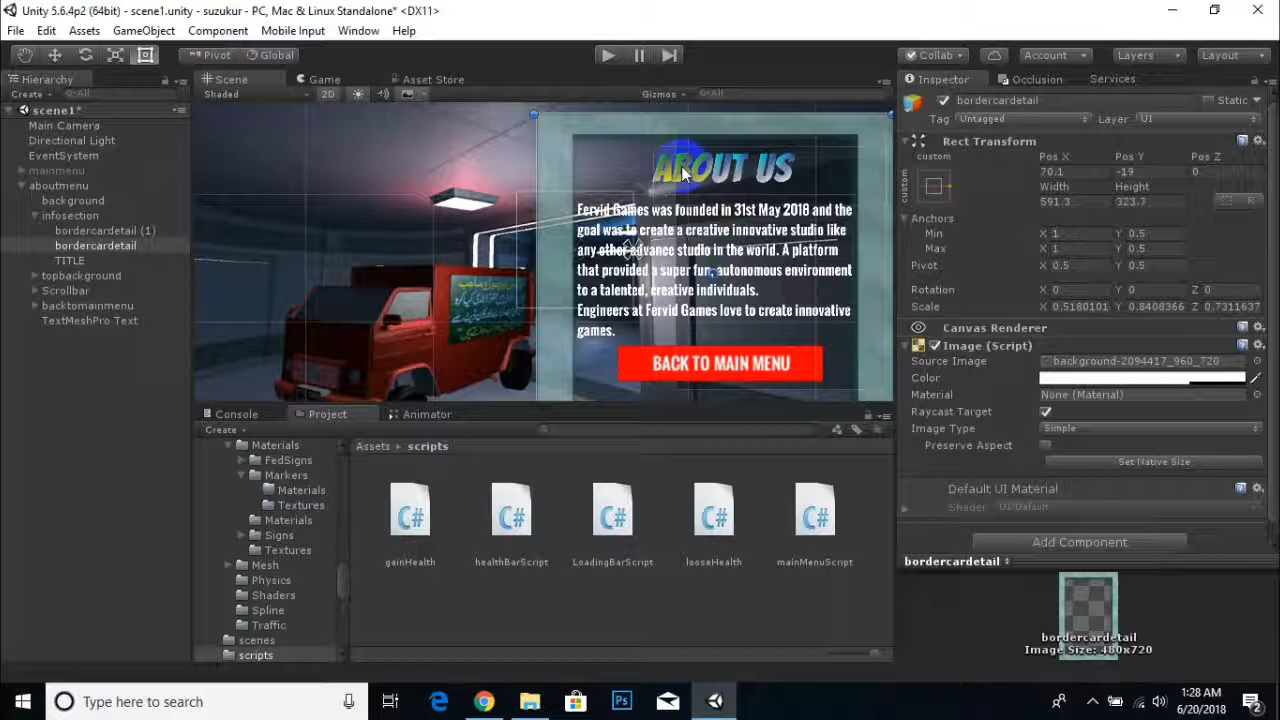 Unity 5.6.4p2 (64bit) - scene1.unity - suzukur - PC, Mac & Linux Standalone* <DX11>
File Edit Assets GameObject Component Mobile Input Window Help
Pivot Global Collab Account Layers Layout
Hierarchy
Create All
scene1*
Main Camera
Directional Light
EventSystem
mainmenu
aboutmenu
background
infosection
bordercardetail (1)
bordercardetail
TITLE
topbackground
Scrollbar
backtomainmenu
TextMeshPro Text
Scene Game Asset Store
Shaded 2D Gizmos All
ABOUT US
Fervid Games was founded in 31st May 2018 and the
goal was to create a creative innovative studio like
any other advance studio in the world. A platform
that provided a super fun, autonomous environment
to a talented, creative individuals.
Engineers at Fervid Games love to create innovative
games.
BACK TO MAIN MENU
Console Project Animator
Create
Materials
FedSigns
Markers
Materials
Textures
Materials
Signs
Textures
Mesh
Physics
Shaders
Spline
Traffic
scenes
scripts
Assets scripts
C# C# C# C# C#
gainHealth healthBarScript LoadingBarScript looseHealth mainMenuScript
Inspector Occlusion Services
bordercardetail Static
Tag Untagged Layer UI
Rect Transform
custom Pos X Pos Y Pos Z
custom 70.1 -19 0
Width Height
591.3 323.7 R
Anchors
Min X 1 Y 0.5
Max X 1 Y 0.5
Pivot X 0.5 Y 0.5
Rotation X 0 Y 0 Z 0
Scale X 0.5180101 Y 0.8408366 Z 0.7311637
Canvas Renderer
Image (Script)
Source Image background-2094417_960_720
Color
Material None (Material)
Raycast Target
Image Type Simple
Preserve Aspect
Set Native Size
Default UI Material
Shader UI/Default
Add Component
bordercardetail
bordercardetail
Image Size: 480x720
Type here to search
1:28 AM
6/20/2018
2